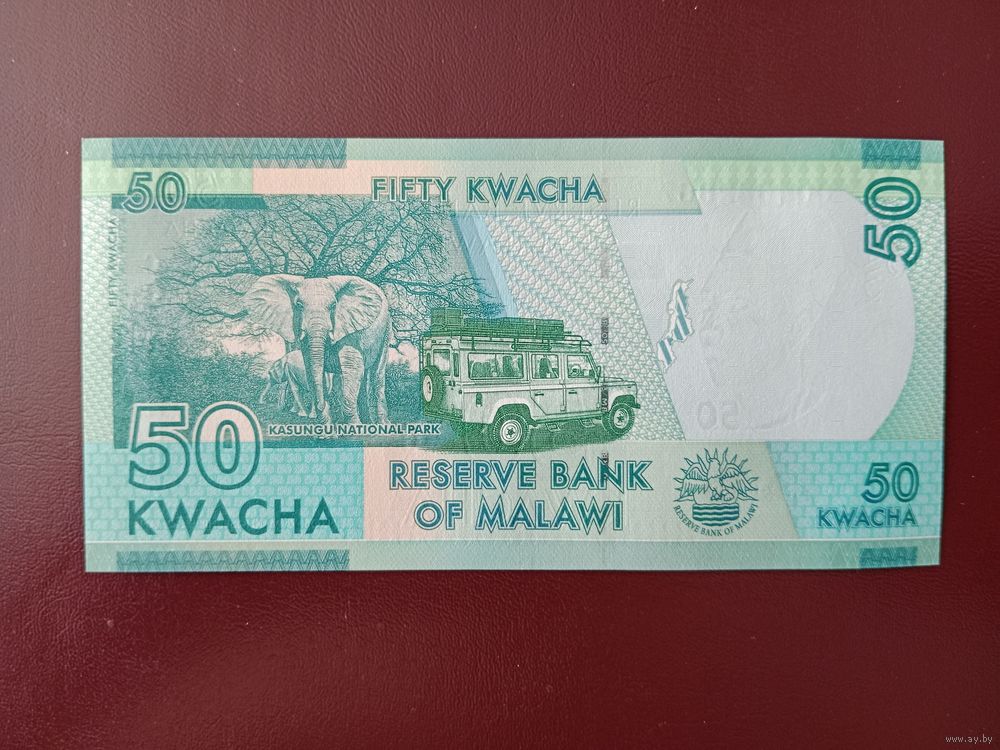 50
FIFTY KWACHA
50
FIFTY KWACHA
KASUNGU NATIONAL PARK
50
KWACHA
RESERVE BANK
OF MALAWI
RESERVE BANK OF MALAWI
50
KWACHA
50
www.ay.by